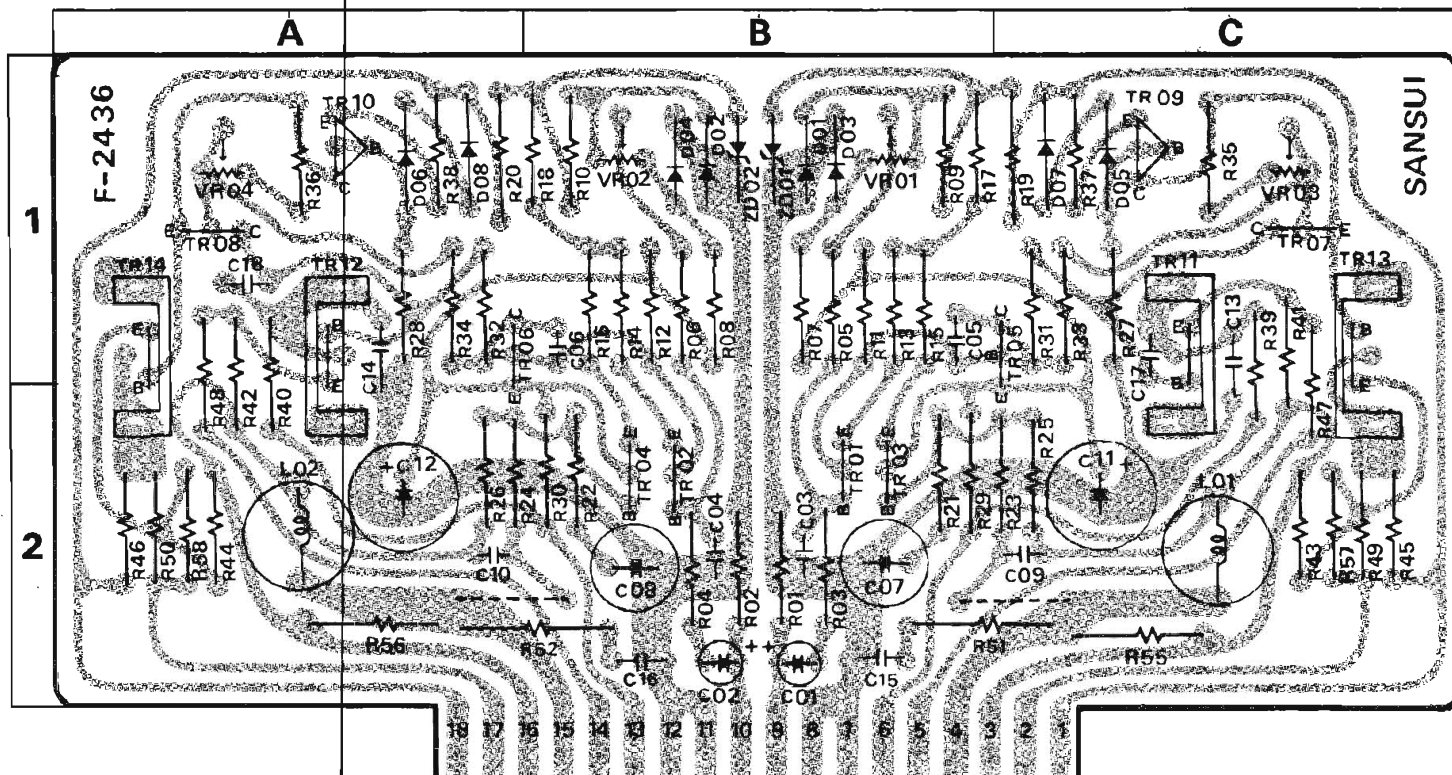 A B C
1
2
F-2436
SANSUI
TR10 TR09
E B C
E B C
D04 D02 D01 D03
VR04 R36 D06 R38 D08 R20 R18 R10 VR02 ZD02 ZD01 VR01 R09 R17 R19 D07 R37 D05 R35 VR03
E TR08 C
C TR07 E
TR14 C18 TR12 TR11 TR13
C13 R39 R41
C C
B B E B
R28 R34 R32 TR06 C06 R16 R14 R12 R06 R08 R07 R05 R11 R13 R15 C05 TR05 R31 R33 R27
E C14 C17
B E B E
E B E
R48 R42 R40 R47
E E E E R25
L02 +C12 TR04 TR02 TR01 TR03 C11+ L01
R26 R24 R30 R22 R21 R29 R23
B B B B
C04 C03
R46 R50 R58 R44 C10 C08 C07 C09 R43 R57 R49 R45
R04 R02 R01 R03
R56 R52 R51 R55
+ +
C16 C02 C01 C15
18 17 16 15 14 13 12 11 10 9 8 7 6 5 4 3 2 1